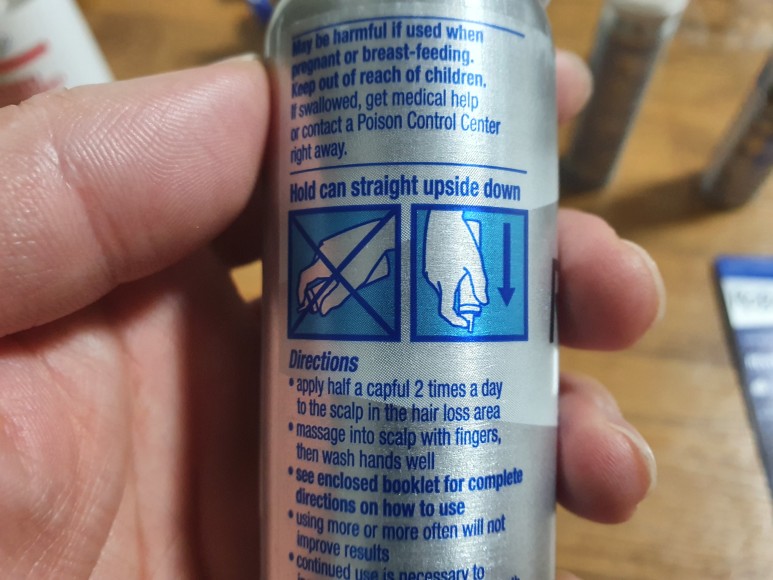 May be harmful if used when
pregnant or breast-feeding.
Keep out of reach of children.
If swallowed, get medical help
or contact a Poison Control Center
right away.
Hold can straight upside down
Directions
• apply half a capful 2 times a day
to the scalp in the hair loss area
• massage into scalp with fingers,
then wash hands well
• see enclosed booklet for complete
directions on how to use
• using more or more often will not
improve results
• continued use is necessary to